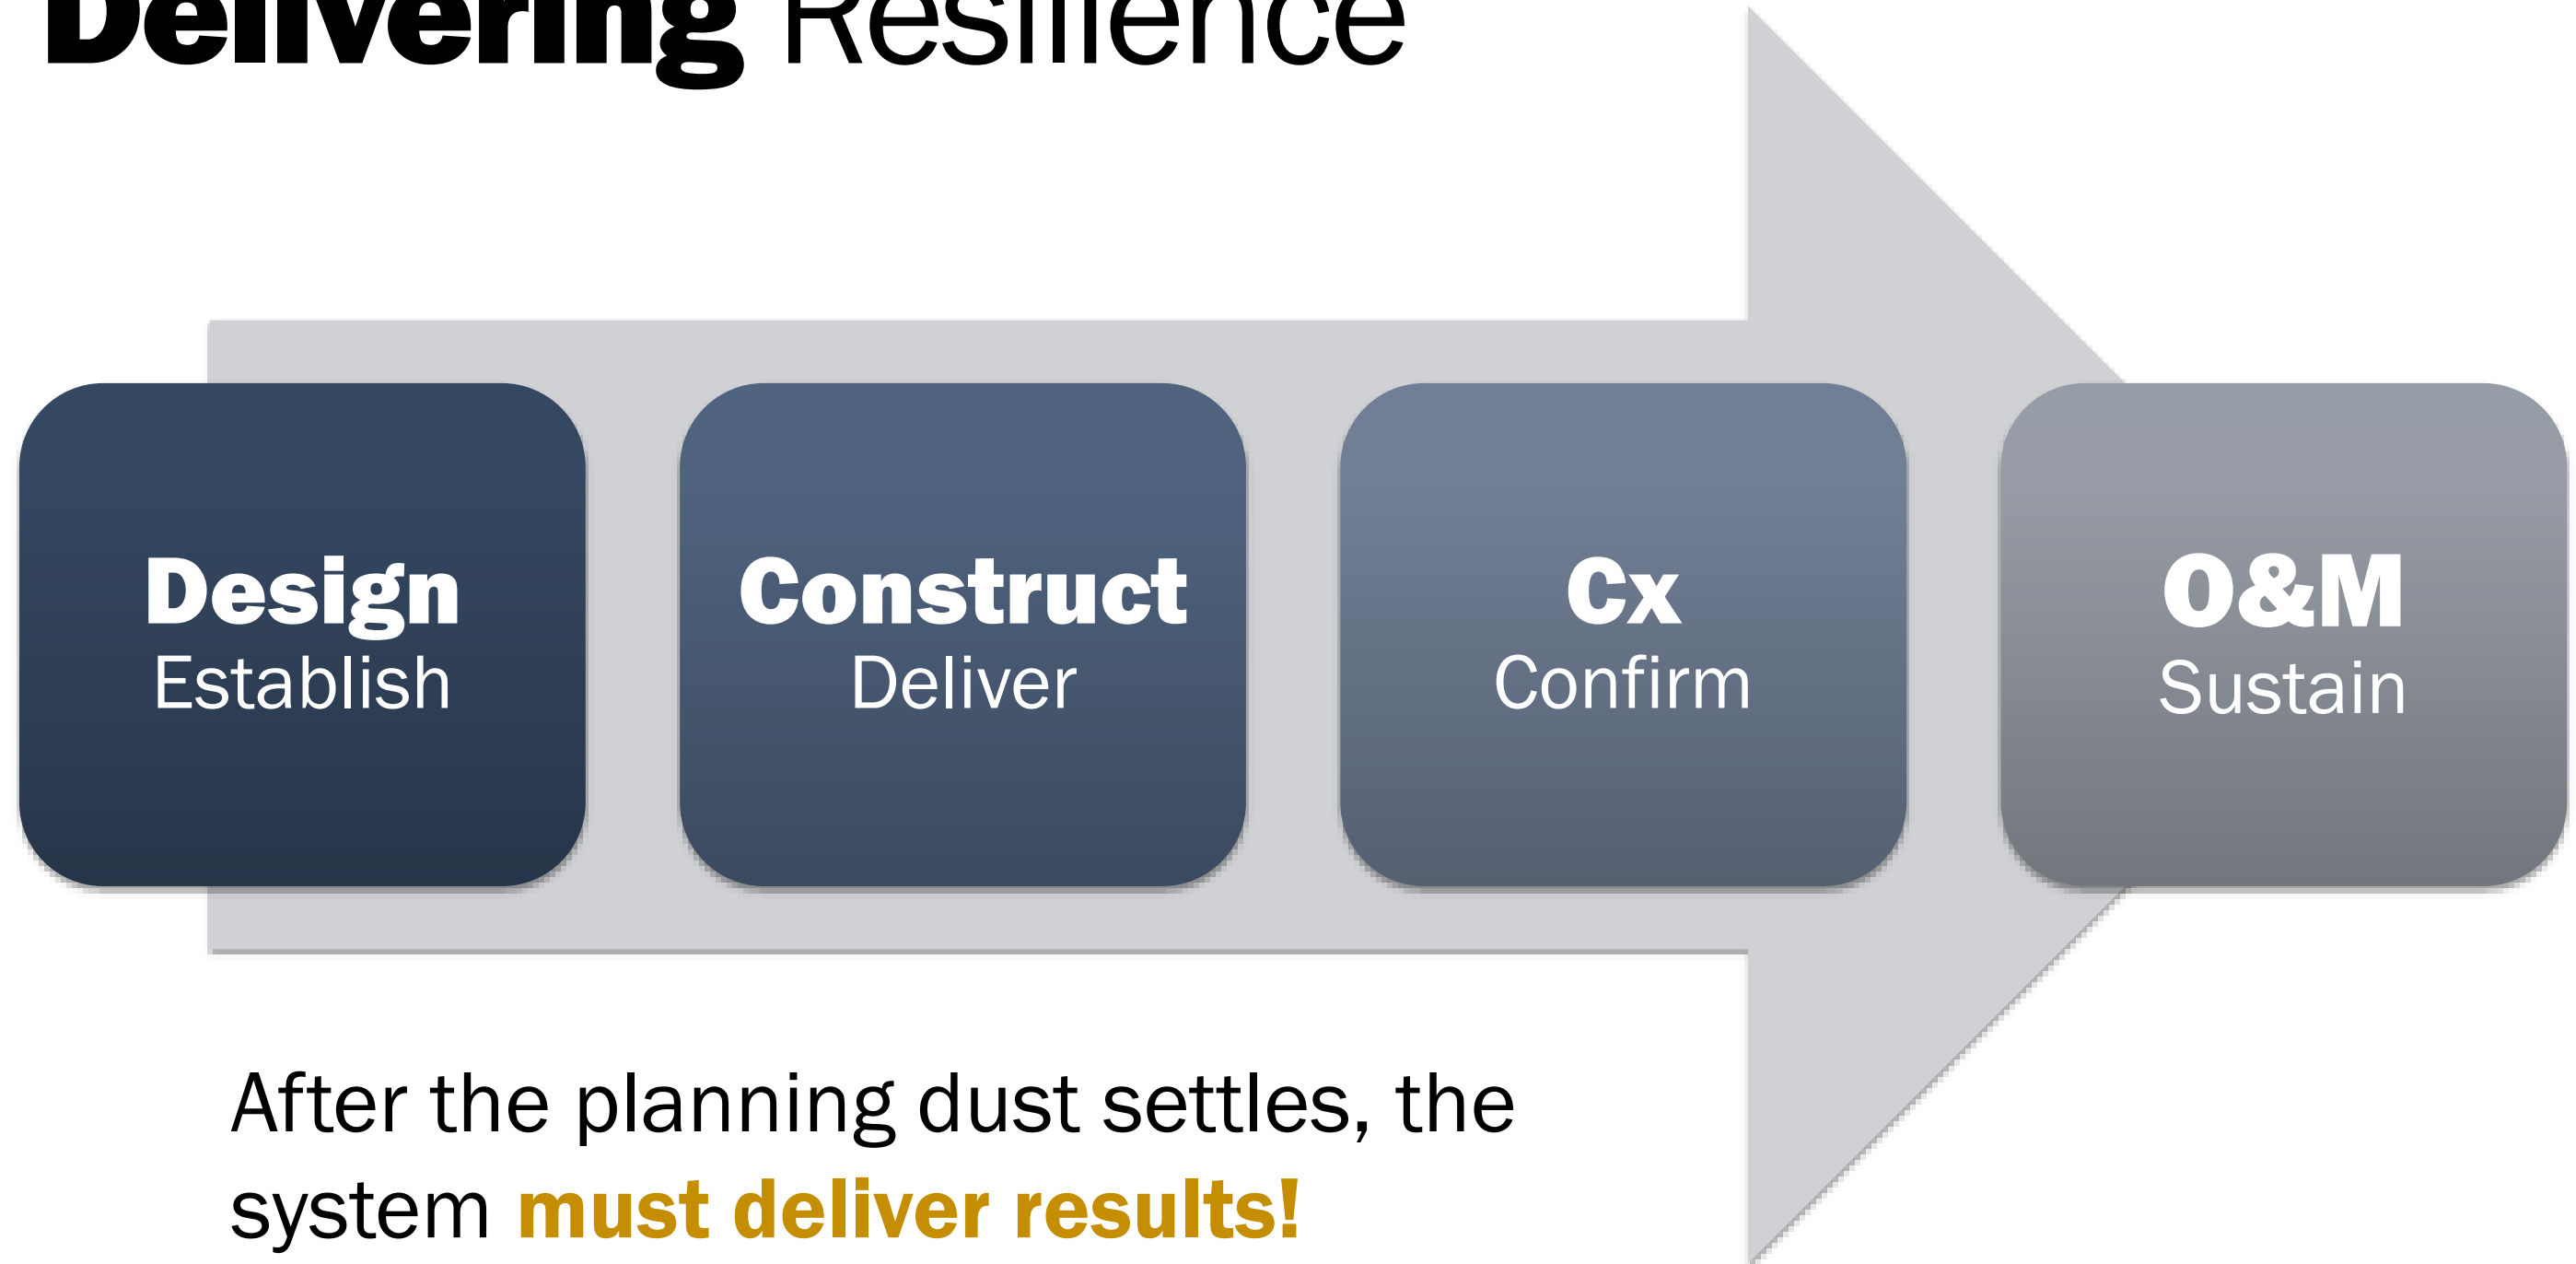 Delivering Resilience
Design
Establish
Construct
Deliver
Cx
Confirm
O&M
Sustain
After the planning dust settles, the
system must deliver results!